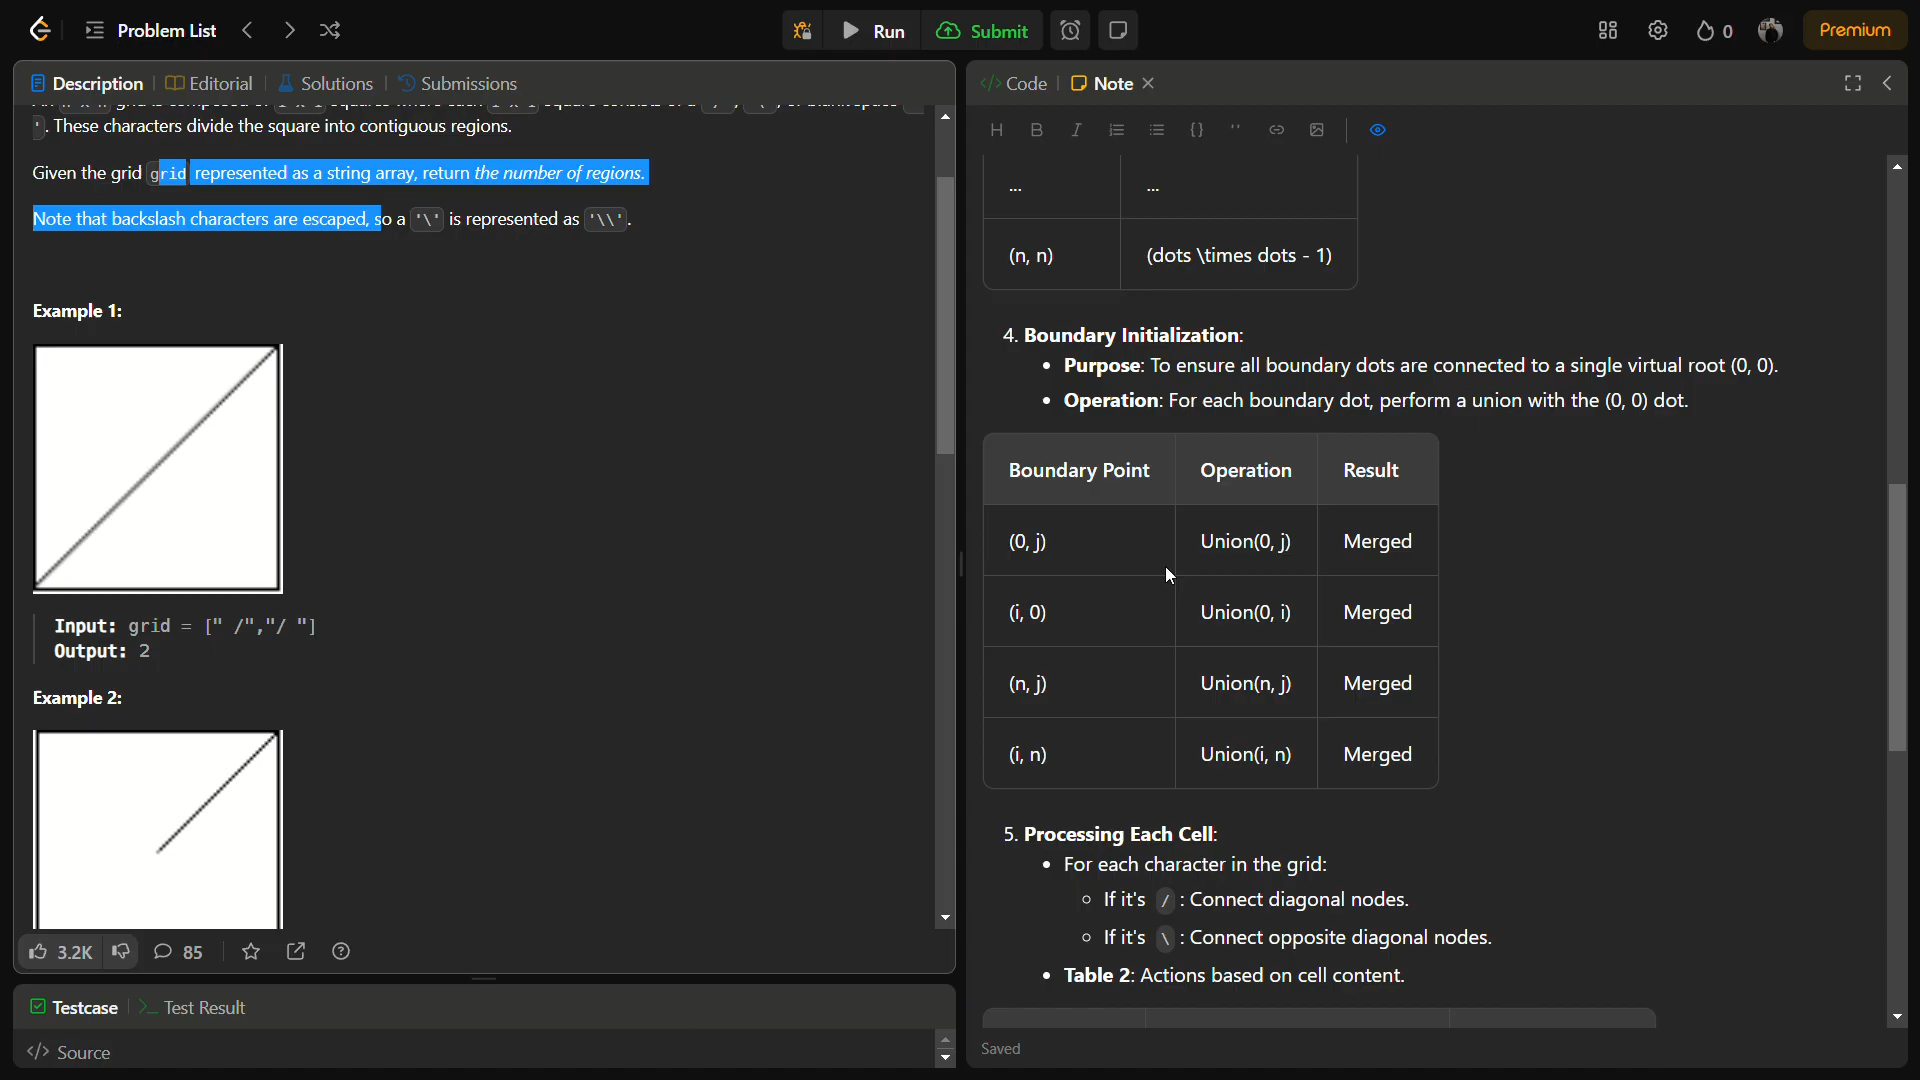 Problem List
Run
Submit
0
Premium
Description
Editorial
Solutions
Submissions
'. These characters divide the square into contiguous regions.
Given the grid grid represented as a string array, return the number of regions.
Note that backslash characters are escaped, so a '\' is represented as '\\'.
Example 1:
Input: grid = [" /","/ "]
Output: 2
Example 2:
3.2K
85
Testcase
Test Result
</> Source
</> Code
Note
H B I {} ''
... ...
(n, n) (dots \times dots - 1)
4. Boundary Initialization:
• Purpose: To ensure all boundary dots are connected to a single virtual root (0, 0).
• Operation: For each boundary dot, perform a union with the (0, 0) dot.
Boundary Point Operation Result
(0, j) Union(0, j) Merged
(i, 0) Union(0, i) Merged
(n, j) Union(n, j) Merged
(i, n) Union(i, n) Merged
5. Processing Each Cell:
• For each character in the grid:
○ If it's / : Connect diagonal nodes.
○ If it's \ : Connect opposite diagonal nodes.
• Table 2: Actions based on cell content.
Saved